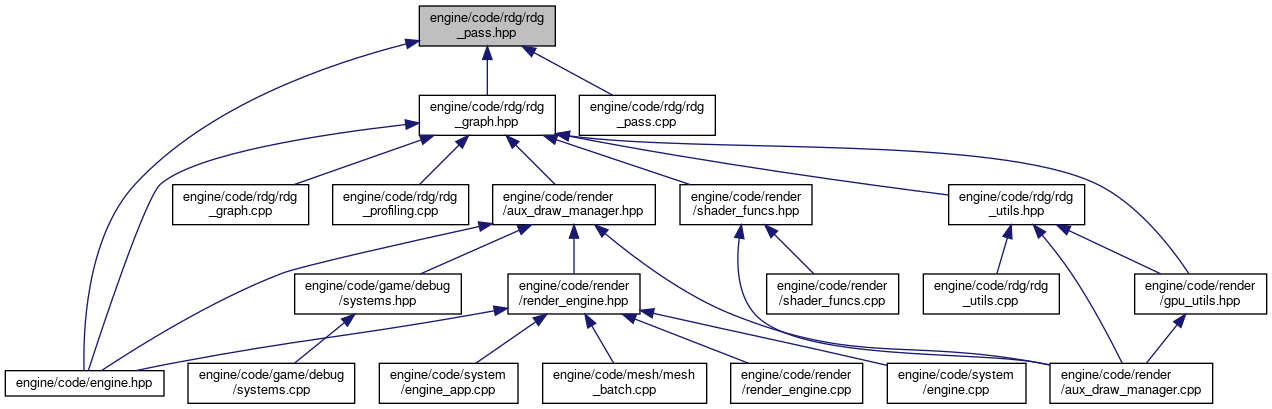 engine/code/rdg/rdg
_pass.hpp
engine/code/rdg/rdg
_graph.hpp
engine/code/rdg/rdg
_pass.cpp
engine/code/rdg/rdg
_graph.cpp
engine/code/rdg/rdg
_profiling.cpp
engine/code/render
/aux_draw_manager.hpp
engine/code/render
/shader_funcs.hpp
engine/code/rdg/rdg
_utils.hpp
engine/code/game/debug
/systems.hpp
engine/code/render
/render_engine.hpp
engine/code/render
/shader_funcs.cpp
engine/code/rdg/rdg
_utils.cpp
engine/code/render
/gpu_utils.hpp
engine/code/engine.hpp
engine/code/game/debug
/systems.cpp
engine/code/system
/engine_app.cpp
engine/code/mesh/mesh
_batch.cpp
engine/code/render
/render_engine.cpp
engine/code/system
/engine.cpp
engine/code/render
/aux_draw_manager.cpp